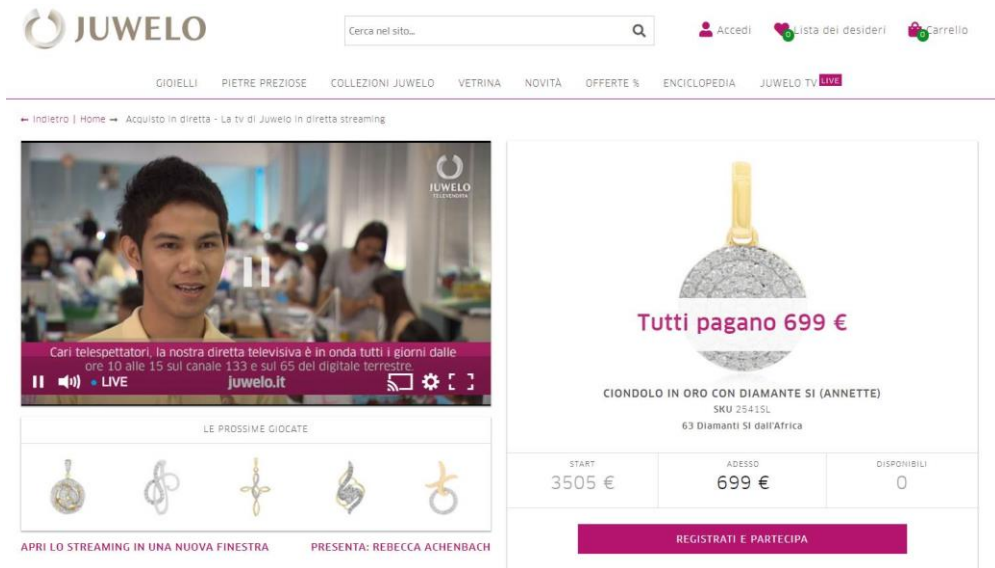 JUWELO
Cerca nel sito...
Accedi
0
Lista dei desideri
0
Carrello
GIOIELLI
PIETRE PREZIOSE
COLLEZIONI JUWELO
VETRINA
NOVITÀ
OFFERTE %
ENCICLOPEDIA
JUWELO TV LIVE
← Indietro | Home → Acquisto in diretta - La tv di Juwelo in diretta streaming
JUWELO
TELEVENDITA
Cari telespettatori, la nostra diretta televisiva è in onda tutti i giorni dalle
ore 10 alle 15 sul canale 133 e sul 65 del digitale terrestre.
LIVE
juwelo.it
LE PROSSIME GIOCATE
APRI LO STREAMING IN UNA NUOVA FINESTRA
PRESENTA: REBECCA ACHENBACH
Tutti pagano 699 €
CIONDOLO IN ORO CON DIAMANTE SI (ANNETTE)
SKU 2541SL
63 Diamanti SI dall'Africa
START
3505 €
ADESSO
699 €
DISPONIBILI
0
REGISTRATI E PARTECIPA